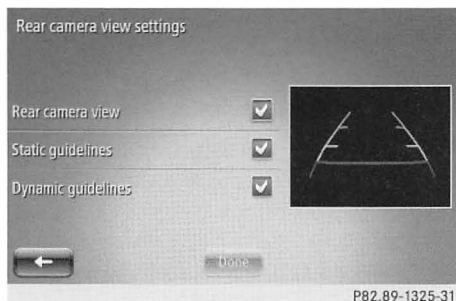 Rear camera view settings
Rear camera view
Static guidelines
Dynamic guidelines
Done
P82.89-1325-31